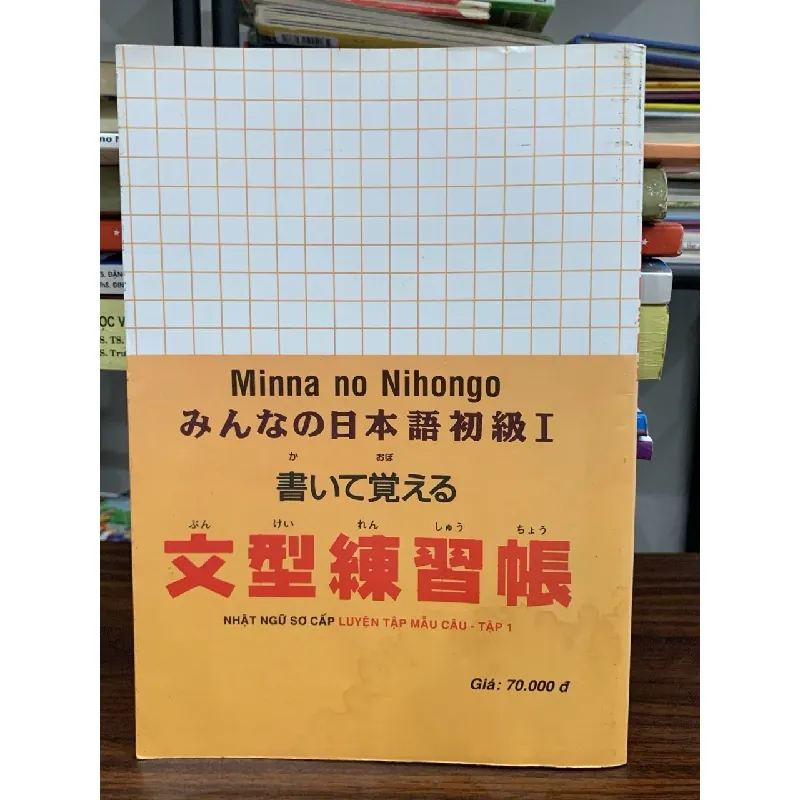 Minna no Nihongo
みんなの日本語初級I
か おぼ
書いて覚える
ぶん けい れん しゅう ちょう
文型練習帳
NHẬT NGỮ SƠ CẤP LUYỆN TẬP MẪU CÂU - TẬP 1
Giá: 70.000 đ